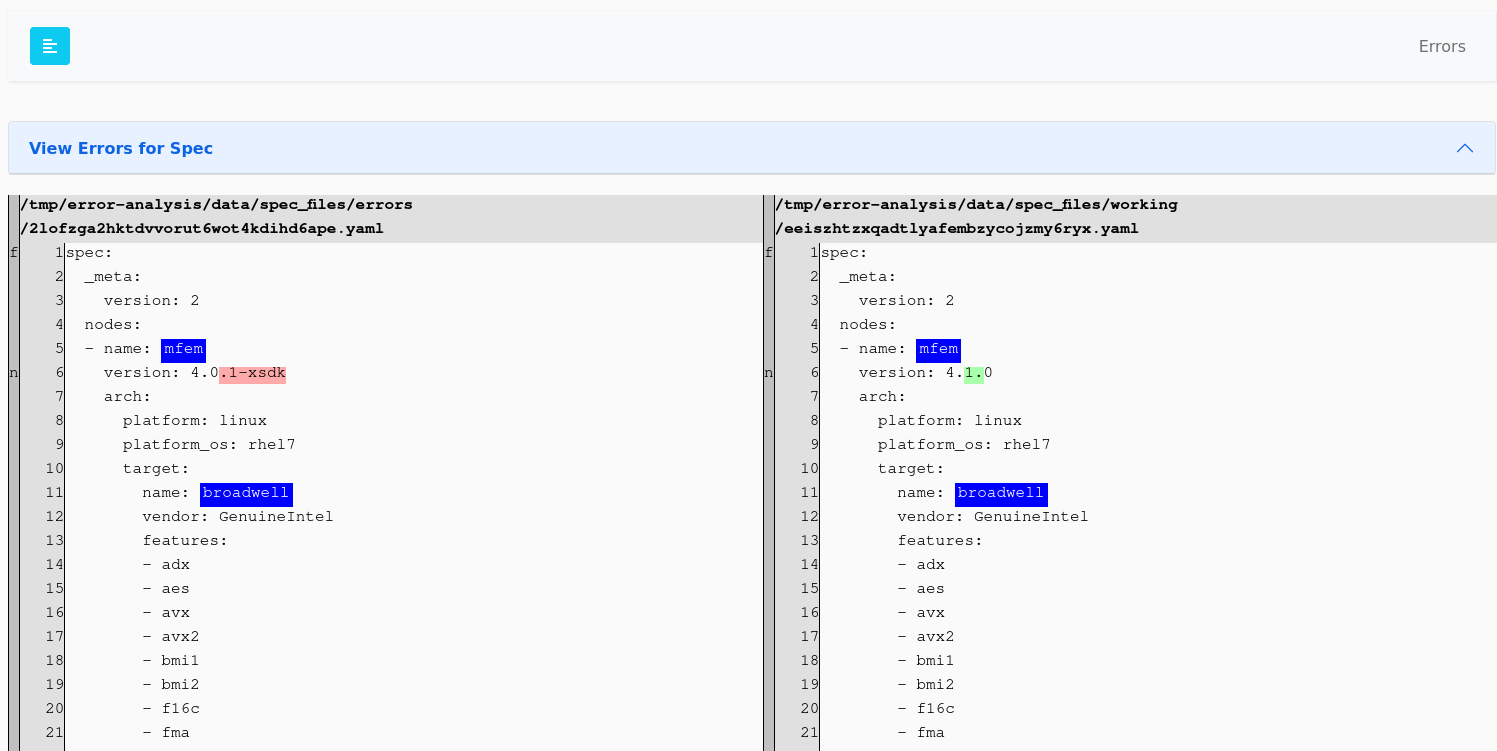 Errors
View Errors for Spec
/tmp/error-analysis/data/spec_files/errors
/2lofzga2hktdvvorut6wot4kdihd6ape.yaml
f 1 spec:
2 _meta:
3 version: 2
4 nodes:
5 - name: mfem
n 6 version: 4.0.1-xsdk
7 arch:
8 platform: linux
9 platform_os: rhel7
10 target:
11 name: broadwell
12 vendor: GenuineIntel
13 features:
14 - adx
15 - aes
16 - avx
17 - avx2
18 - bmi1
19 - bmi2
20 - f16c
21 - fma
/tmp/error-analysis/data/spec_files/working
/eeiszhtzxqadtlyafembzycojzmy6ryx.yaml
f 1 spec:
2 _meta:
3 version: 2
4 nodes:
5 - name: mfem
n 6 version: 4.1.0
7 arch:
8 platform: linux
9 platform_os: rhel7
10 target:
11 name: broadwell
12 vendor: GenuineIntel
13 features:
14 - adx
15 - aes
16 - avx
17 - avx2
18 - bmi1
19 - bmi2
20 - f16c
21 - fma